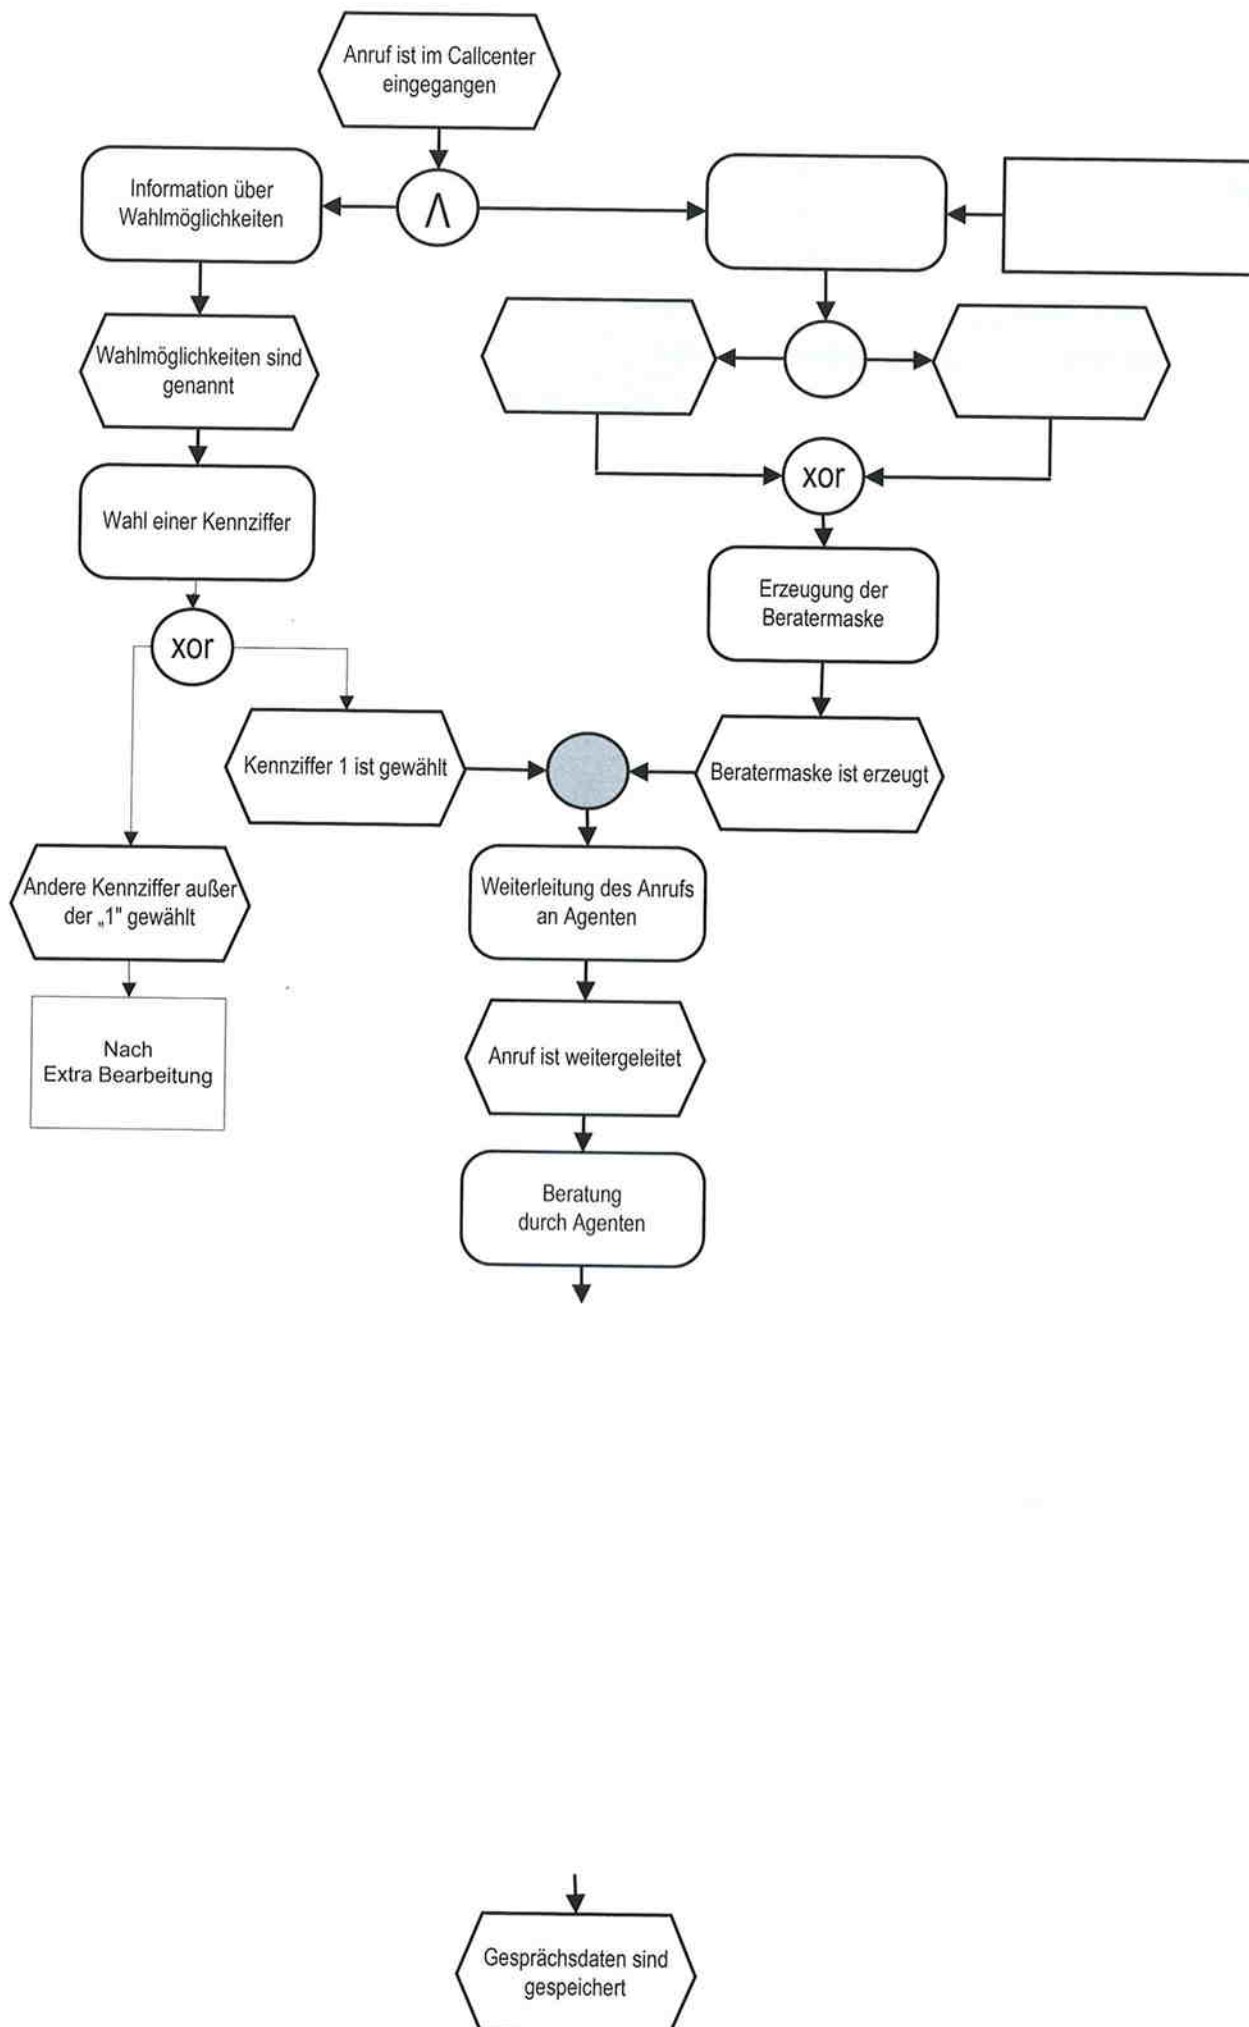 Anruf ist im Callcenter
eingegangen
Information über
Wahlmöglichkeiten
Λ
Wahlmöglichkeiten sind
genannt
Wahl einer Kennziffer
xor
xor
Erzeugung der
Beratermaske
Kennziffer 1 ist gewählt
Beratermaske ist erzeugt
Andere Kennziffer außer
der „1" gewählt
Weiterleitung des Anrufs
an Agenten
Nach
Extra Bearbeitung
Anruf ist weitergeleitet
Beratung
durch Agenten
Gesprächsdaten sind
gespeichert